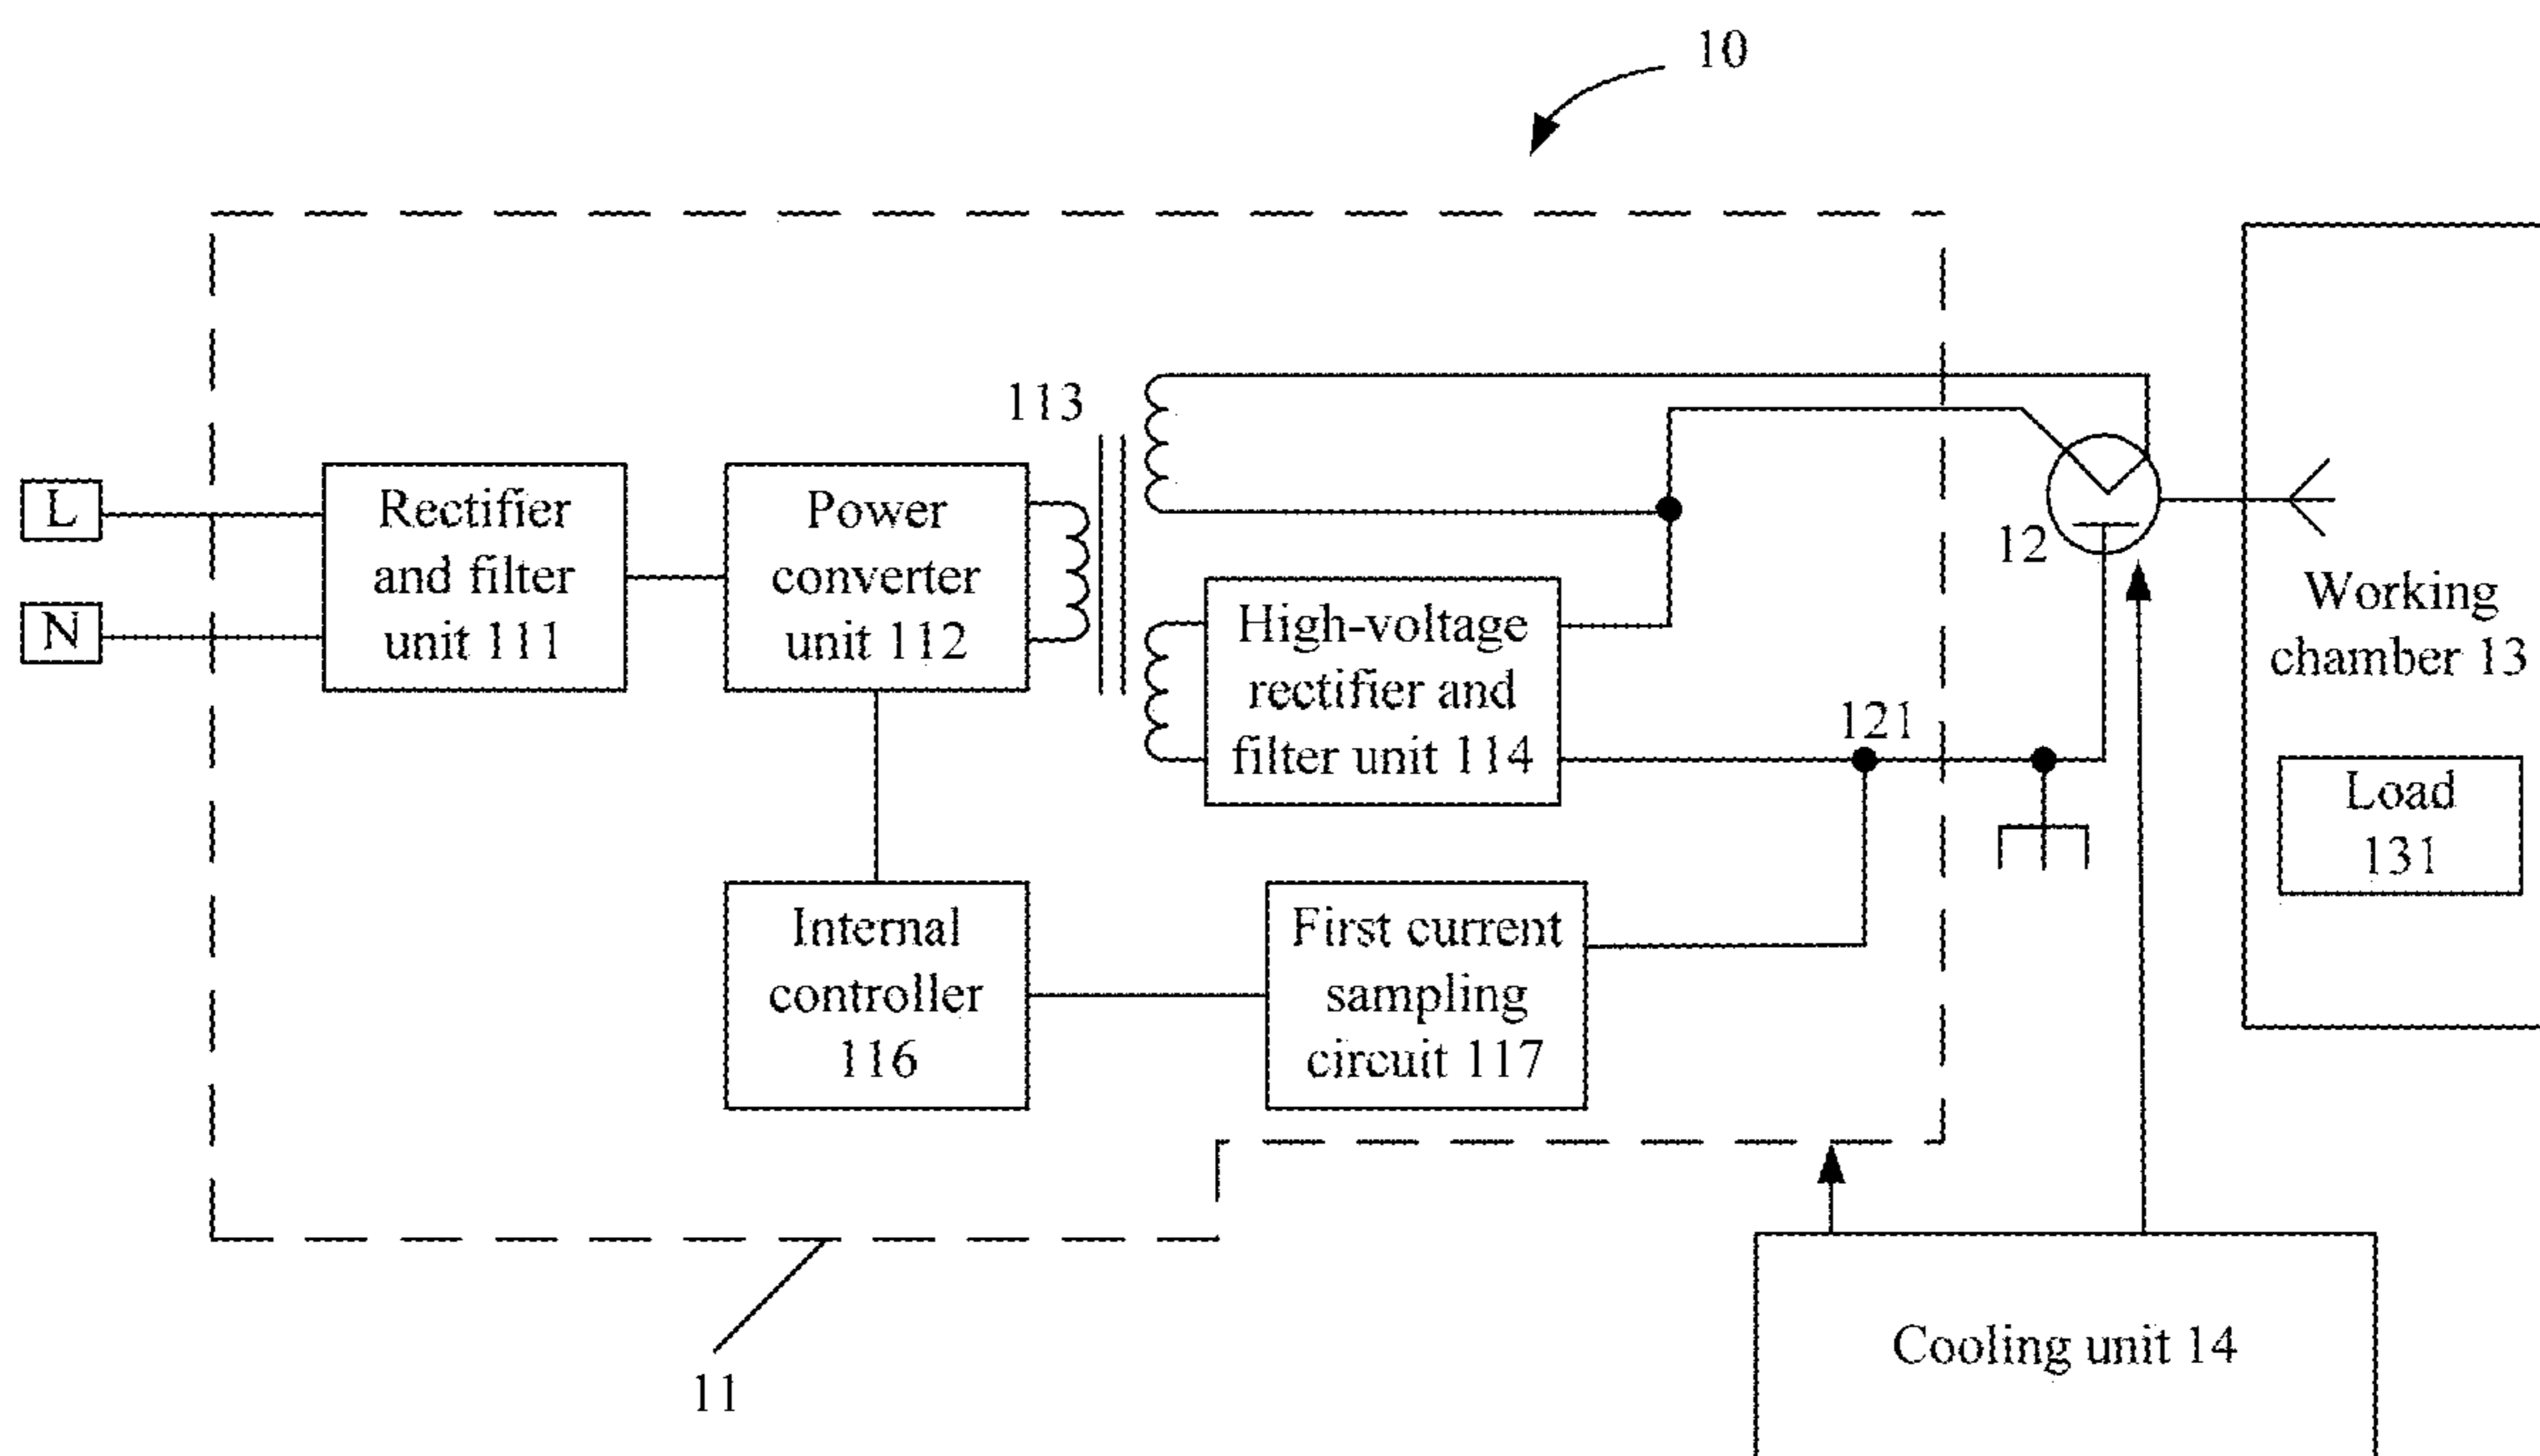 10
113
L
N
Rectifier
and filter
unit 111
Power
converter
unit 112
12
High-voltage
rectifier and
filter unit 114
121
Working
chamber 13
Load
131
Internal
controller
116
First current
sampling
circuit 117
11
Cooling unit 14